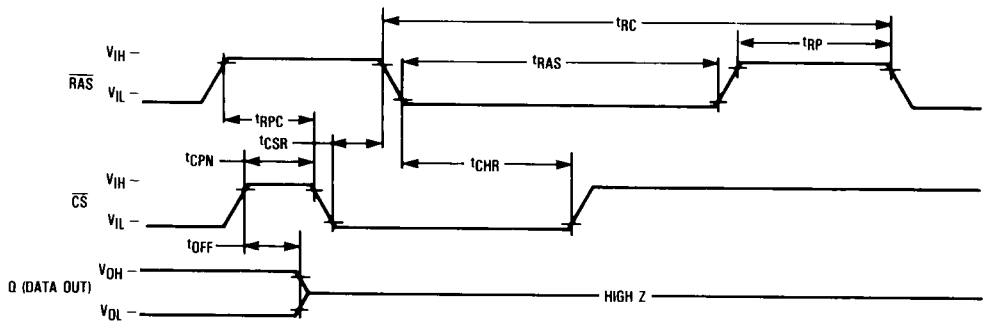 tRC
VIH
tRP
tRAS
RAS
VIL
tRPC
tCSR
tCPN
tCHR
VIH
CS
VIL
tOFF
VOH
Q (DATA OUT)
HIGH Z
VOL